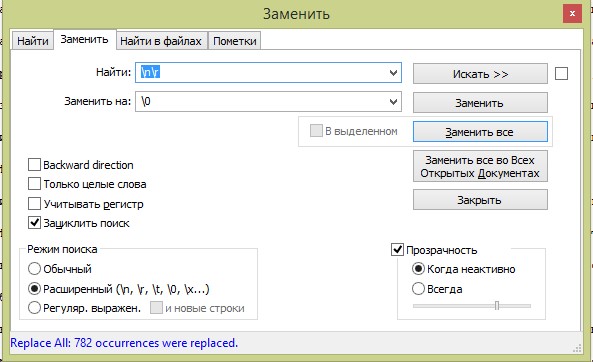 Заменить
Найти Заменить Найти в файлах Пометки
Найти: \n\r Искать >>
Заменить на: \0 Заменить
В выделенном Заменить все
Backward direction Заменить все во Всех
Только целые слова Открытых Документах
Учитывать регистр Закрыть
Зациклить поиск
Режим поиска Прозрачность
Обычный Когда неактивно
Расширенный (\n, \r, \t, \0, \x...) Всегда
Регуляр. выражен. и новые строки
Replace All: 782 occurrences were replaced.